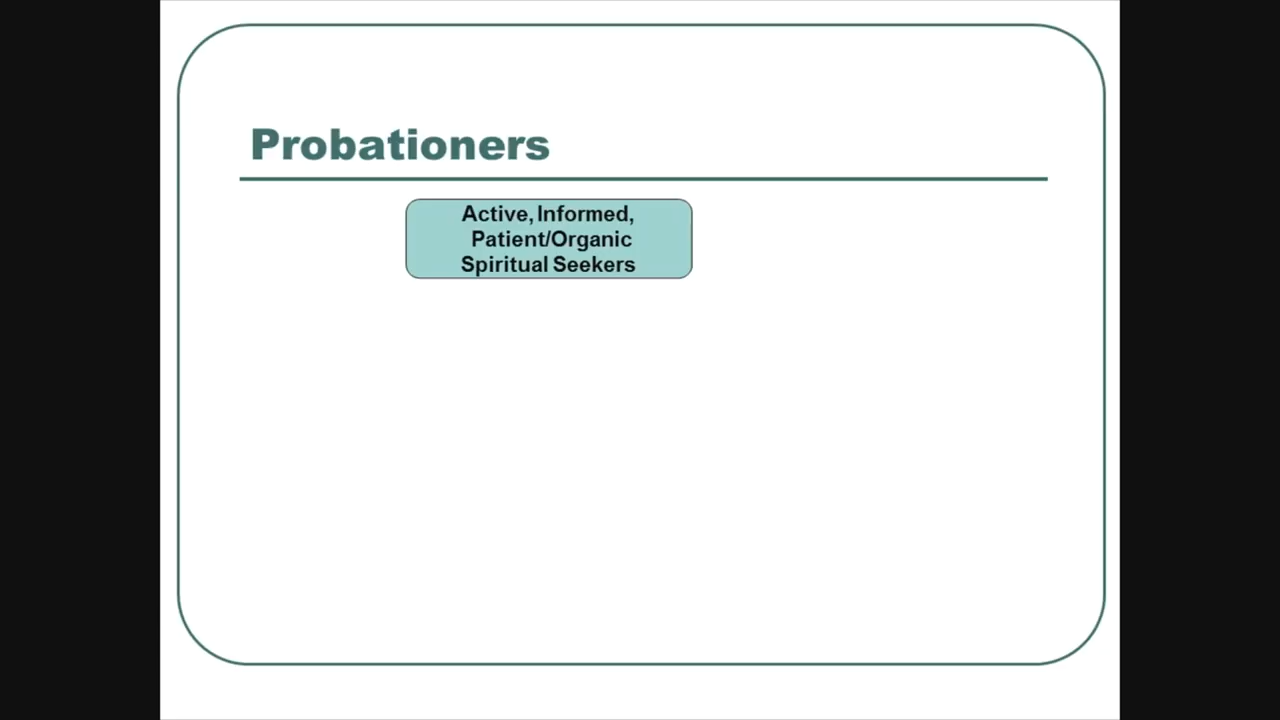 Probationers
Active, Informed,
Patient/Organic
Spiritual Seekers